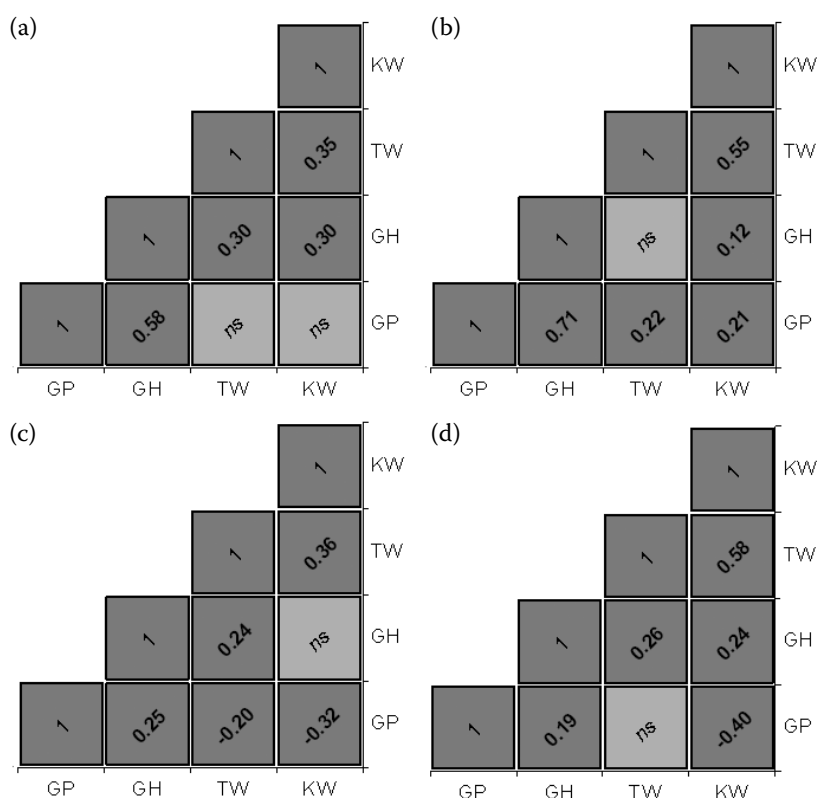 (a)
1 KW
1 0.35 TW
1 0.30 0.30 GH
1 0.58 ns ns GP
GP GH TW KW
(b)
1 KW
1 0.55 TW
1 ns 0.12 GH
1 0.71 0.22 0.21 GP
GP GH TW KW
(c)
1 KW
1 0.36 TW
1 0.24 ns GH
1 0.25 -0.20 -0.32 GP
GP GH TW KW
(d)
1 KW
1 0.58 TW
1 0.26 0.24 GH
1 0.19 ns -0.40 GP
GP GH TW KW